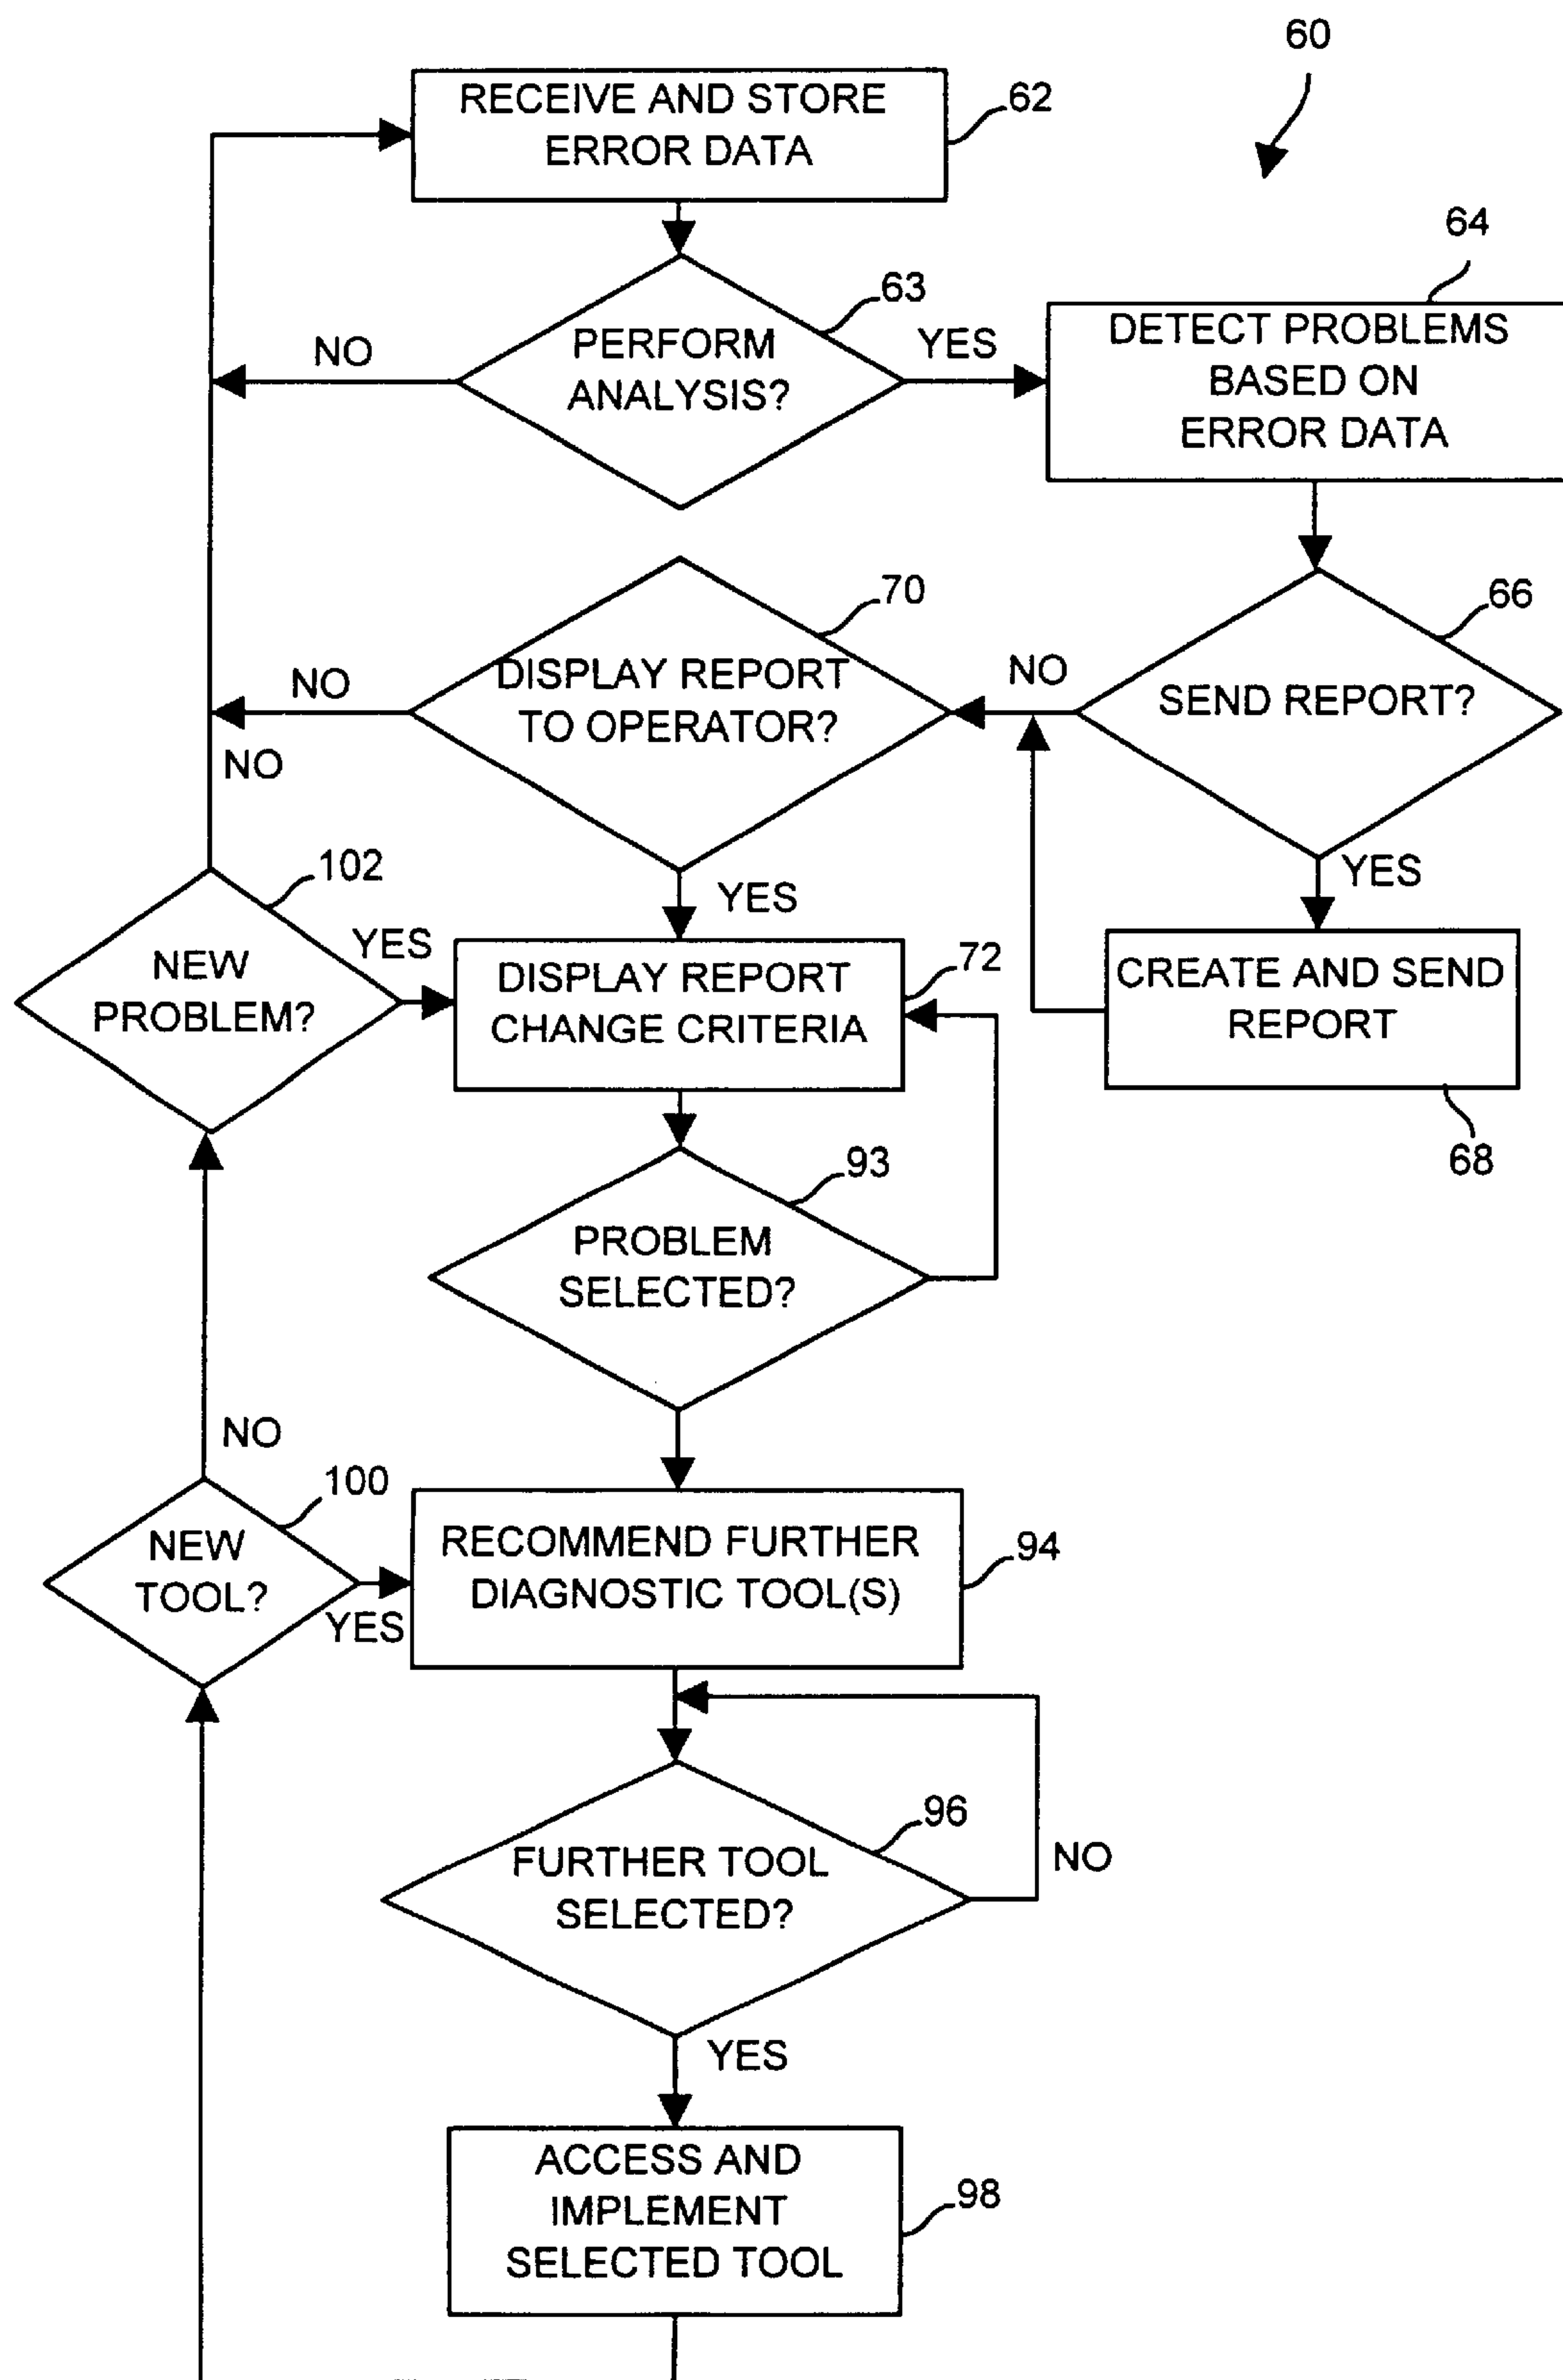 60
RECEIVE AND STORE
ERROR DATA
62
64
63
PERFORM
ANALYSIS?
NO
YES
DETECT PROBLEMS
BASED ON
ERROR DATA
70
66
DISPLAY REPORT
TO OPERATOR?
NO
NO
SEND REPORT?
NO
YES
YES
102
NEW
PROBLEM?
YES
DISPLAY REPORT
CHANGE CRITERIA
72
CREATE AND SEND
REPORT
68
93
PROBLEM
SELECTED?
NO
100
NEW
TOOL?
YES
RECOMMEND FURTHER
DIAGNOSTIC TOOL(S)
94
96
FURTHER TOOL
SELECTED?
NO
YES
ACCESS AND
IMPLEMENT
SELECTED TOOL
98